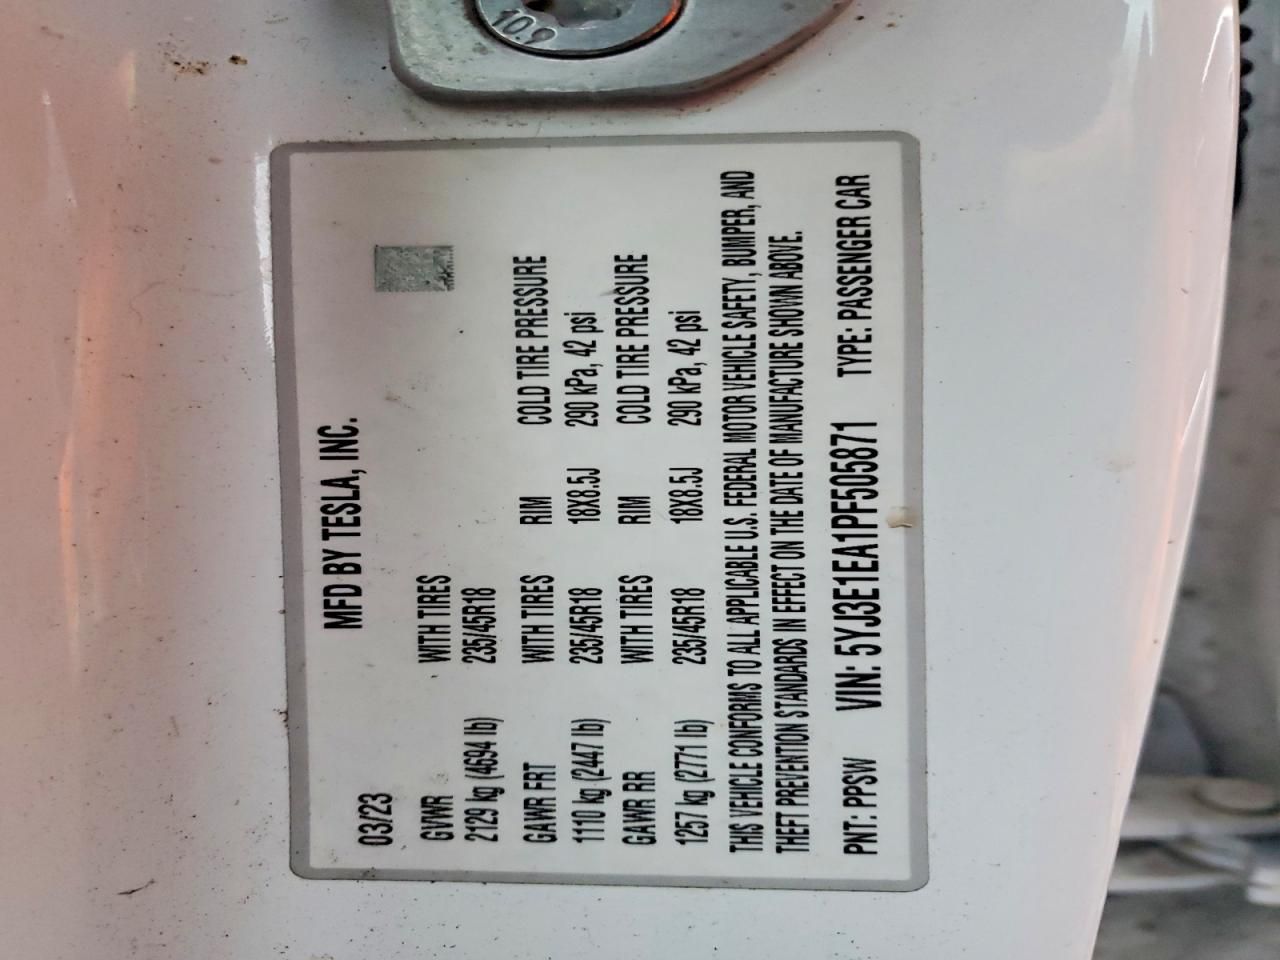 10.9
MFD BY TESLA, INC.
03/23
GVWR WITH TIRES
2129 kg (4694 lb) 235/45R18
GAWR FRT WITH TIRES RIM COLD TIRE PRESSURE
1110 kg (2447 lb) 235/45R18 18X8.5J 290 kPa, 42 psi
GAWR RR WITH TIRES RIM COLD TIRE PRESSURE
1257 kg (2771 lb) 235/45R18 18X8.5J 290 kPa, 42 psi
THIS VEHICLE CONFORMS TO ALL APPLICABLE U.S. FEDERAL MOTOR VEHICLE SAFETY, BUMPER, AND
THEFT PREVENTION STANDARDS IN EFFECT ON THE DATE OF MANUFACTURE SHOWN ABOVE.
PNT: PPSW VIN: 5YJ3E1EA1PF505871 TYPE: PASSENGER CAR